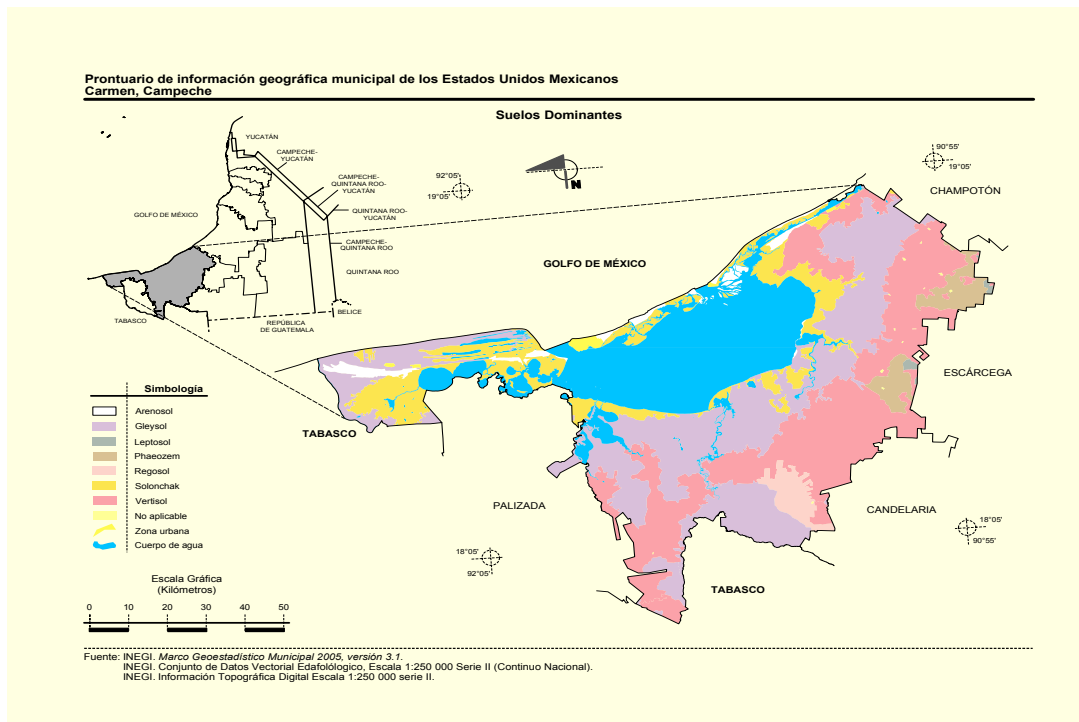 Prontuario de información geográfica municipal de los Estados Unidos Mexicanos
Carmen, Campeche
Suelos Dominantes
YUCATÁN
CAMPECHE-
YUCATÁN
CAMPECHE-
QUINTANA ROO-
YUCATÁN
QUINTANA ROO-
YUCATÁN
GOLFO DE MÉXICO
CAMPECHE-
QUINTANA ROO
QUINTANA ROO
BELICE
REPÚBLICA
DE GUATEMALA
TABASCO
92°05'
19°05'
N
90°55'
19°05'
CHAMPOTÓN
GOLFO DE MÉXICO
ESCÁRCEGA
TABASCO
PALIZADA
CANDELARIA
18°05'
90°55'
18°05'
92°05'
TABASCO
Simbología
Arenosol
Gleysol
Leptosol
Phaeozem
Regosol
Solonchak
Vertisol
No aplicable
Zona urbana
Cuerpo de agua
Escala Gráfica
(Kilómetros)
0 10 20 30 40 50
Fuente: INEGI. Marco Geoestadístico Municipal 2005, versión 3.1.
INEGI. Conjunto de Datos Vectorial Edafolólogico, Escala 1:250 000 Serie II (Continuo Nacional).
INEGI. Información Topográfica Digital Escala 1:250 000 serie II.